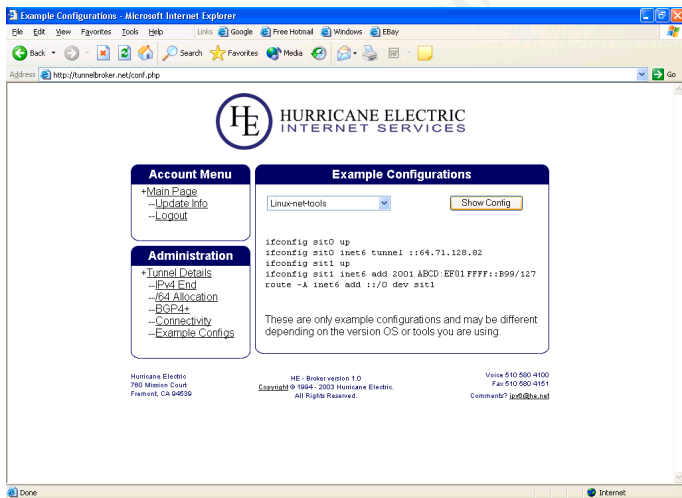 Example Configurations - Microsoft Internet Explorer
File Edit View Favorites Tools Help Links Google Free Hotmail Windows EBay
Back Search Favorites Media
Address http://tunnelbroker.net/conf.php Go
HE
HURRICANE ELECTRIC
INTERNET SERVICES
Account Menu
+Main Page
--Update Info
--Logout
Administration
+Tunnel Details
--IPv4 End
--/64 Allocation
--BGP4+
--Connectivity
--Example Configs
Example Configurations
Linux-net-tools Show Config
ifconfig sit0 up
ifconfig sit0 inet6 tunnel ::64.71.128.82
ifconfig sit1 up
ifconfig sit1 inet6 add 2001 ABCD:EF01 FFFF::B99/127
route -A inet6 add ::/0 dev sit1
These are only example configurations and may be different
depending on the version OS or tools you are using.
Hurricane Electric
760 Mission Court
Fremont, CA 94539
HE - Broker version 1.0
Copyright © 1994 - 2003 Hurricane Electric.
All Rights Reserved.
Voice 510 580 4100
Fax 510 580 4151
Comments? ipv6@he.net
Done Internet